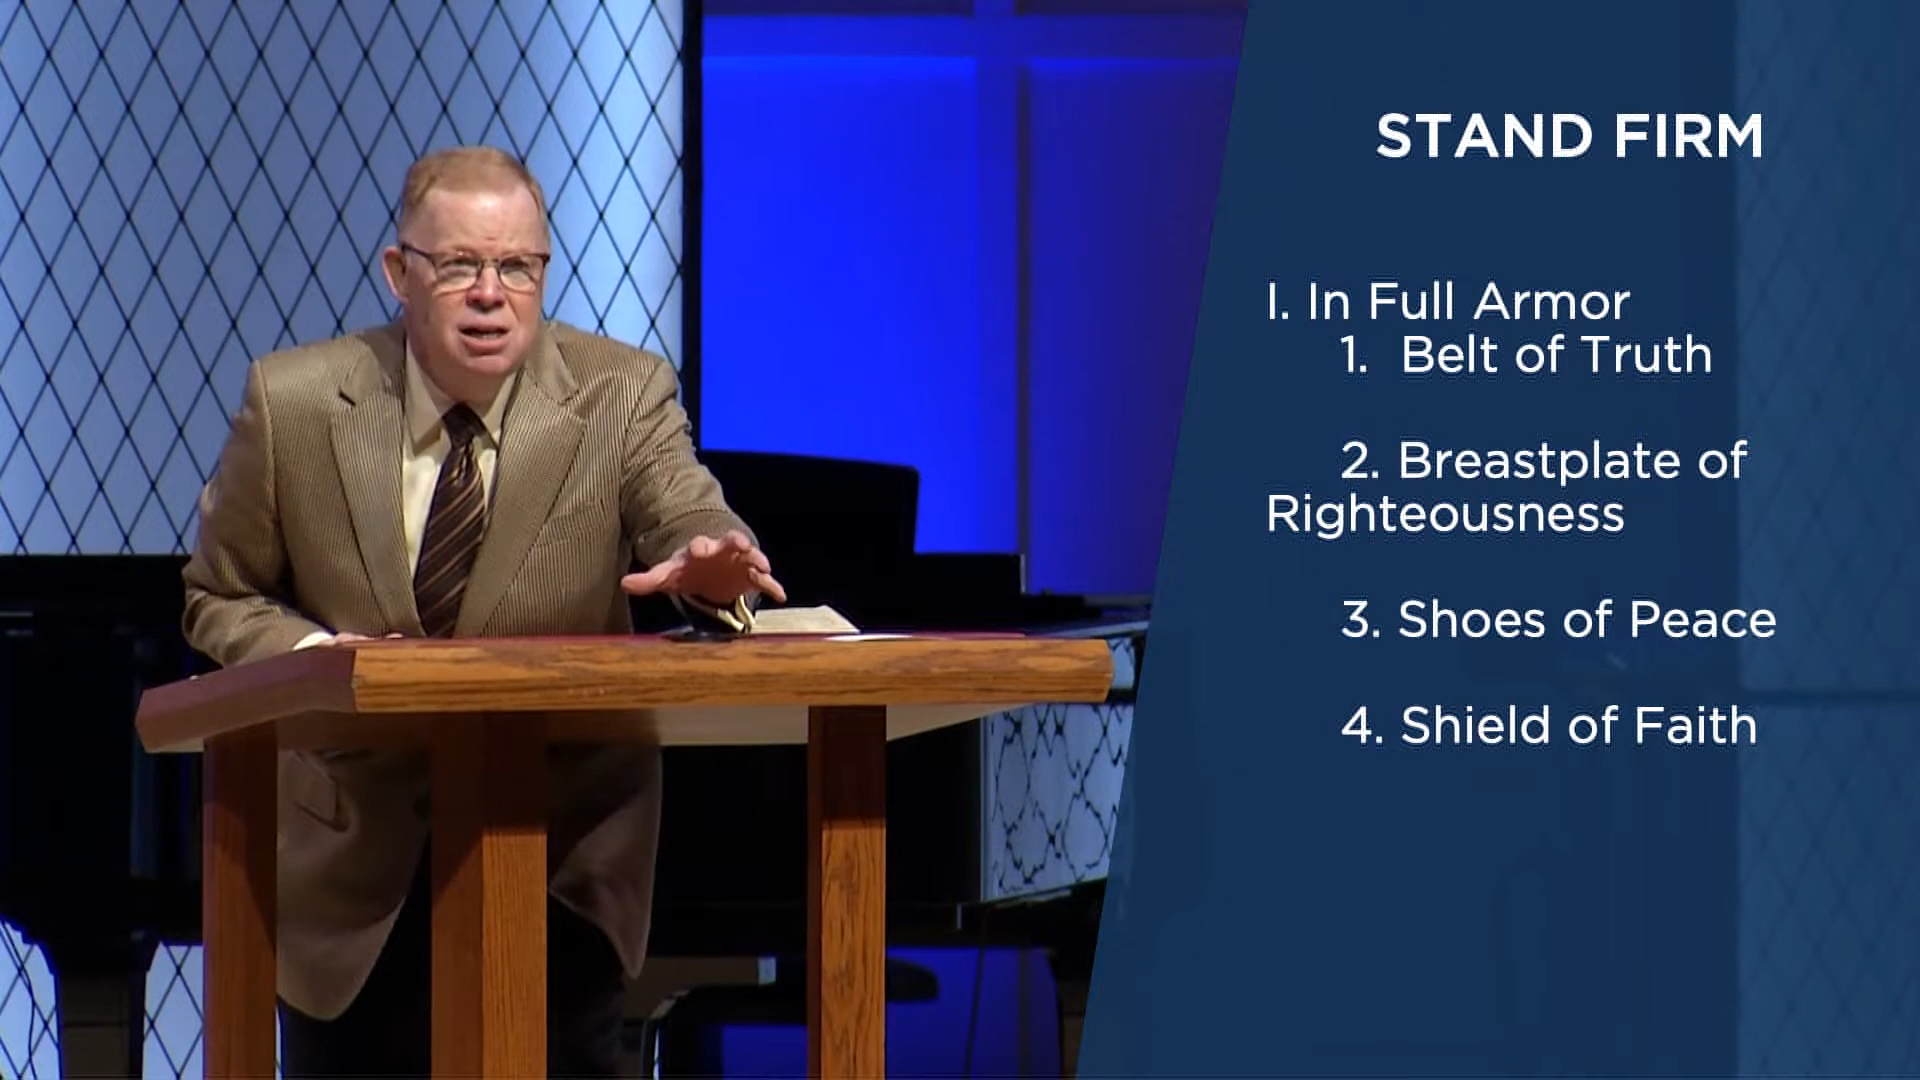 STAND FIRM
I. In Full Armor
1. Belt of Truth
2. Breastplate of
Righteousness
3. Shoes of Peace
4. Shield of Faith